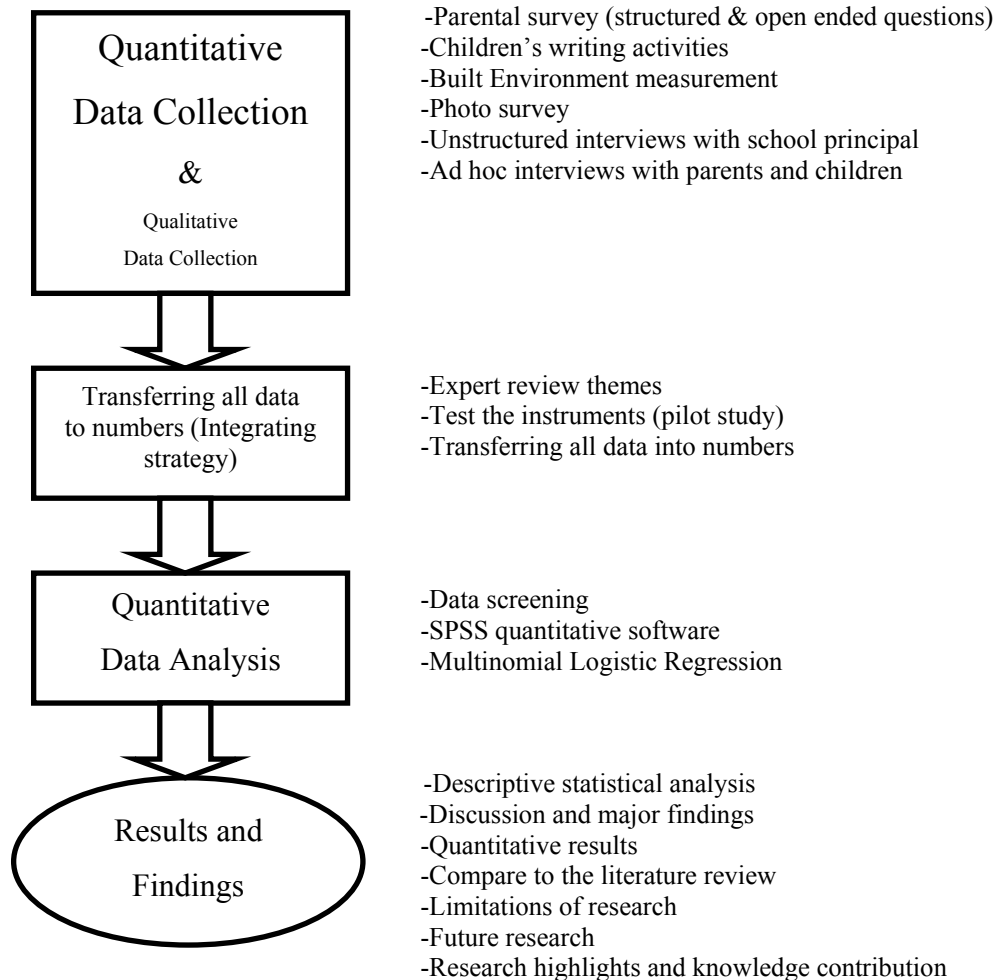 Quantitative
Data Collection
&
Qualitative
Data Collection
-Parental survey (structured & open ended questions)
-Children’s writing activities
-Built Environment measurement
-Photo survey
-Unstructured interviews with school principal
-Ad hoc interviews with parents and children
Transferring all data
to numbers (Integrating
strategy)
-Expert review themes
-Test the instruments (pilot study)
-Transferring all data into numbers
Quantitative
Data Analysis
-Data screening
-SPSS quantitative software
-Multinomial Logistic Regression
Results and
Findings
-Descriptive statistical analysis
-Discussion and major findings
-Quantitative results
-Compare to the literature review
-Limitations of research
-Future research
-Research highlights and knowledge contribution